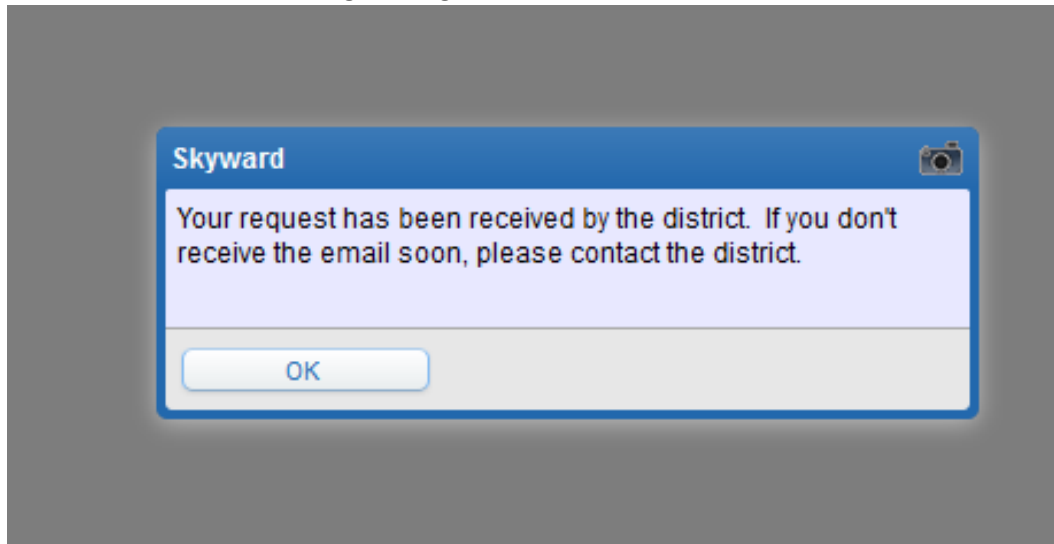 Skyward
Your request has been received by the district.  If you don't
receive the email soon, please contact the district.
OK